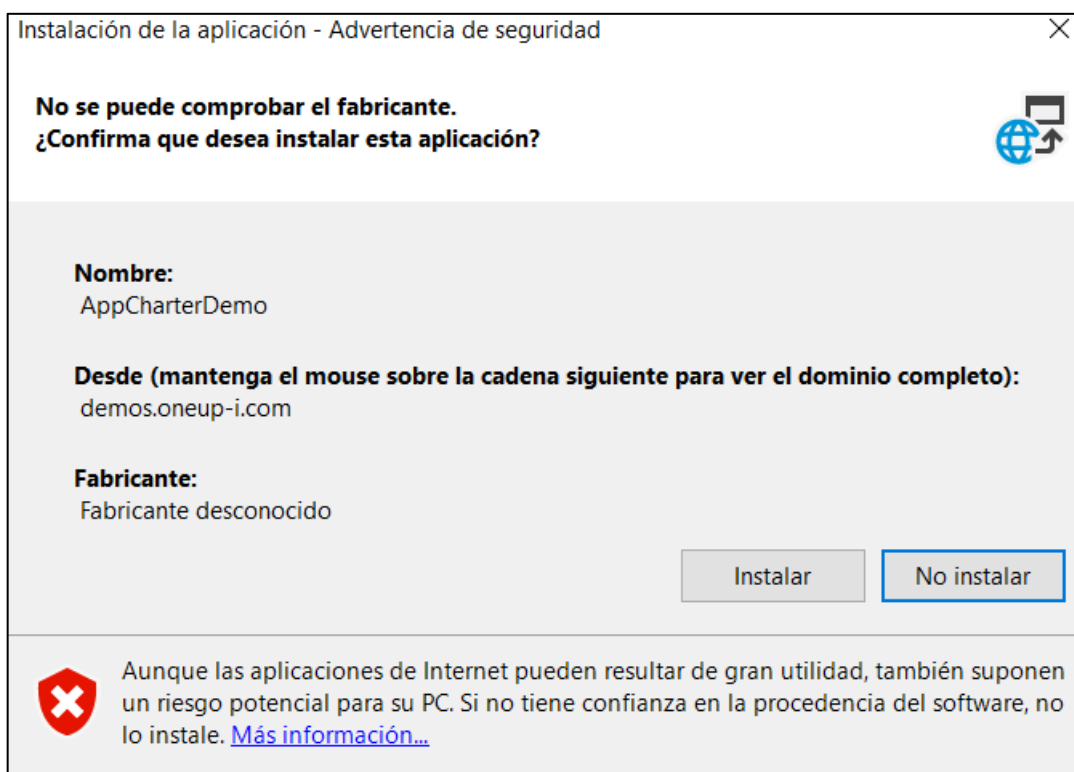 Instalación de la aplicación - Advertencia de seguridad
No se puede comprobar el fabricante.
¿Confirma que desea instalar esta aplicación?
Nombre:
AppCharterDemo
Desde (mantenga el mouse sobre la cadena siguiente para ver el dominio completo):
demos.oneup-i.com
Fabricante:
Fabricante desconocido
Instalar
No instalar
Aunque las aplicaciones de Internet pueden resultar de gran utilidad, también suponen
un riesgo potencial para su PC. Si no tiene confianza en la procedencia del software, no
lo instale. Más información...